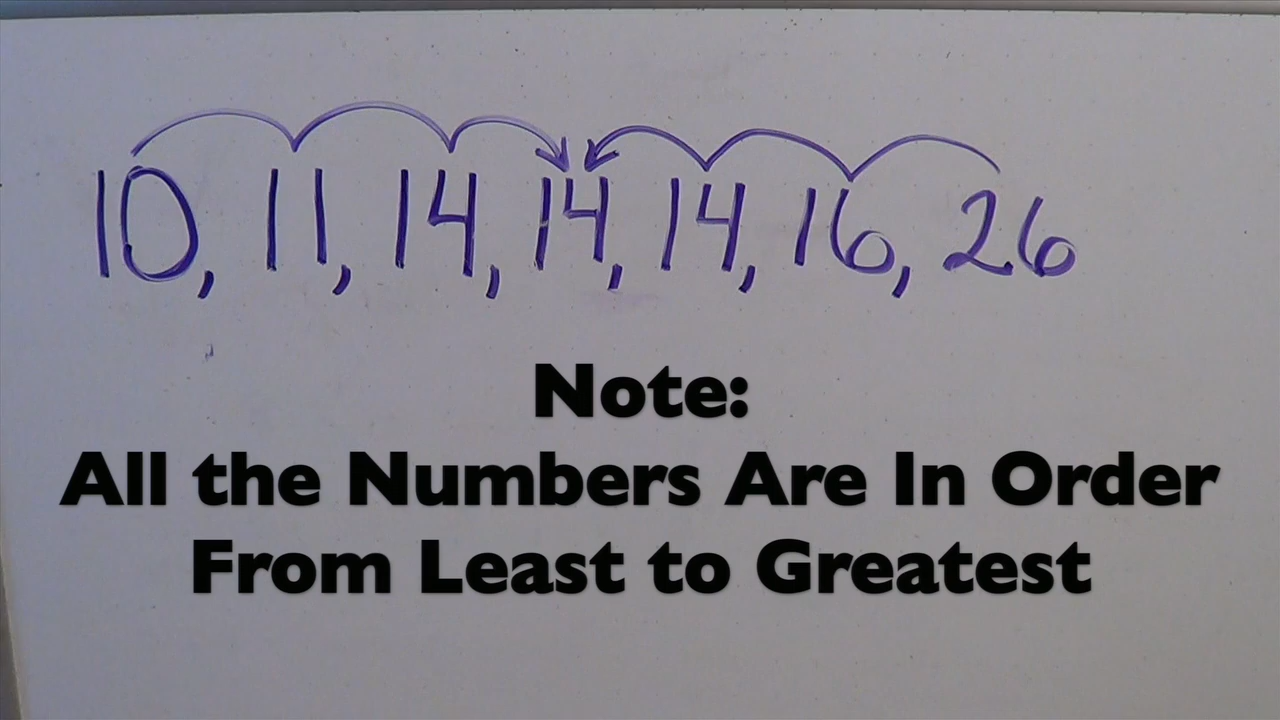 10, 11, 14, 14, 14, 16, 26
Note:
All the Numbers Are In Order
From Least to Greatest